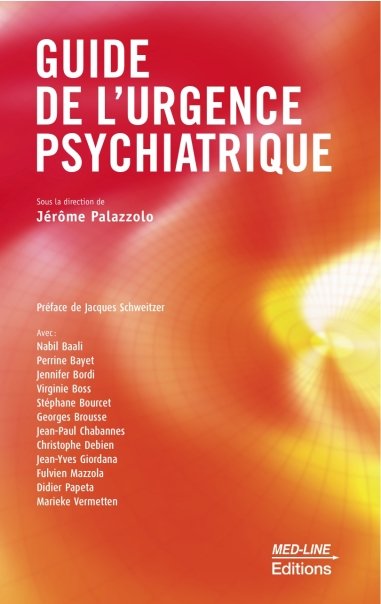 GUIDE
DE L'URGENCE
PSYCHIATRIQUE
Sous la direction de
Jérôme Palazzolo
Préface de Jacques Schweitzer
Avec :
Nabil Baali
Perrine Bayet
Jennifer Bordi
Virginie Boss
Stéphane Bourcet
Georges Brousse
Jean-Paul Chabannes
Christophe Debien
Jean-Yves Giordana
Fulvien Mazzola
Didier Papeta
Marieke Vermetten
MED-LINE
Editions